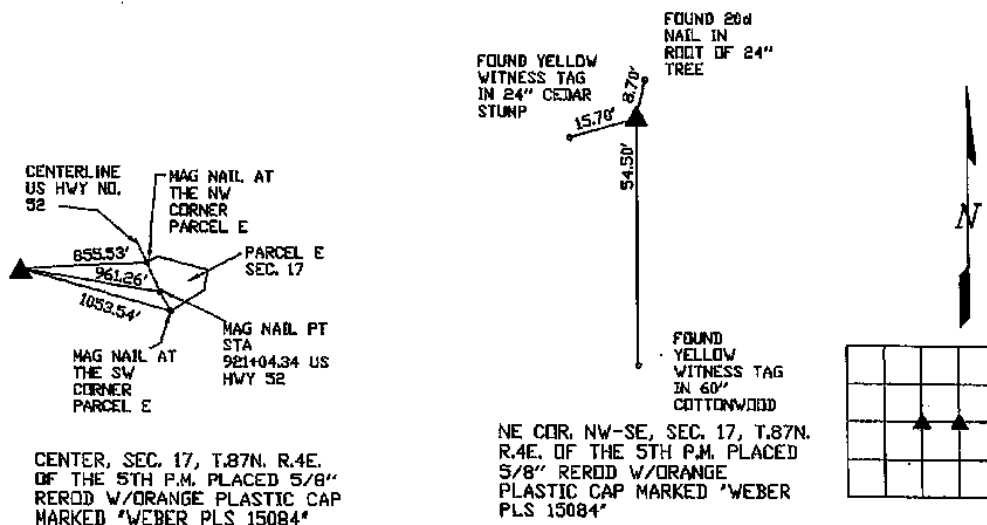 CENTERLINE
US HWY NO.
52
MAG NAIL AT
THE NW
CORNER
PARCEL E
855.53'
961.26'
1053.54'
PARCEL E
SEC. 17
MAG NAIL PT
STA
921+04.34 US
HWY 52
MAG NAIL AT
THE SW
CORNER
PARCEL E
CENTER, SEC. 17, T.87N. R.4E.
OF THE 5TH P.M. PLACED 5/8"
REROD W/ORANGE PLASTIC CAP
MARKED "WEBER PLS 15084"
FOUND YELLOW
WITNESS TAG
IN 24" CEDAR
STUNP
FOUND 20d
NAIL IN
ROOT OF 24"
TREE
8.70'
15.70'
54.50'
FOUND
YELLOW
WITNESS TAG
IN 60"
COTTONWOOD
NE COR. NW-SE, SEC. 17, T.87N.
R.4E. OF THE 5TH P.M. PLACED
5/8" REROD W/ORANGE
PLASTIC CAP MARKED "WEBER
PLS 15084"
N